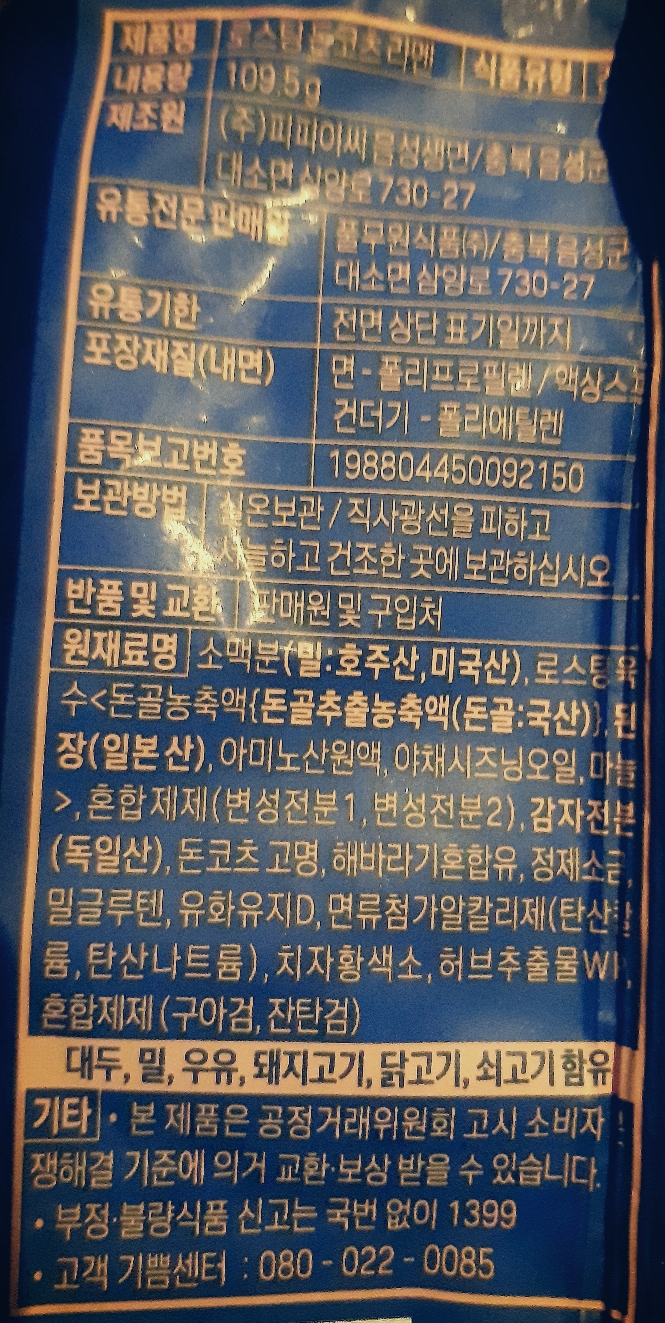 제품명 로스팅 돈코츠라멘 식품유형
내용량 109.5g
제조원 (주)피피이씨 음성생면/충북 음성군
대소면 삼양로 730-27
유통전문판매원 풀무원식품㈜/충북 음성군
대소면 삼양로 730-27
유통기한 전면 상단 표기일까지
포장재질(내면) 면 - 폴리프로필렌 / 액상스프
건더기 - 폴리에틸렌
품목보고번호 198804450092150
보관방법 실온보관 / 직사광선을 피하고
서늘하고 건조한 곳에 보관하십시오
반품 및 교환 판매원 및 구입처
원재료명 소맥분(밀:호주산,미국산), 로스팅육
수<돈골농축액{돈골추출농축액(돈골:국산)}, 된
장(일본산), 아미노산원액, 야채시즈닝오일, 마늘
>, 혼합제제(변성전분1, 변성전분2), 감자전분
(독일산), 돈코츠 고명, 해바라기혼합유, 정제소금,
밀글루텐, 유화유지D, 면류첨가알칼리제(탄산칼
륨, 탄산나트륨), 치자황색소, 허브추출물WP,
혼합제제(구아검, 잔탄검)
대두, 밀, 우유, 돼지고기, 닭고기, 쇠고기 함유
기타 • 본 제품은 공정거래위원회 고시 소비자 분
쟁해결 기준에 의거 교환·보상 받을 수 있습니다.
• 부정·불량식품 신고는 국번 없이 1399
• 고객 기쁨센터 : 080 - 022 - 0085